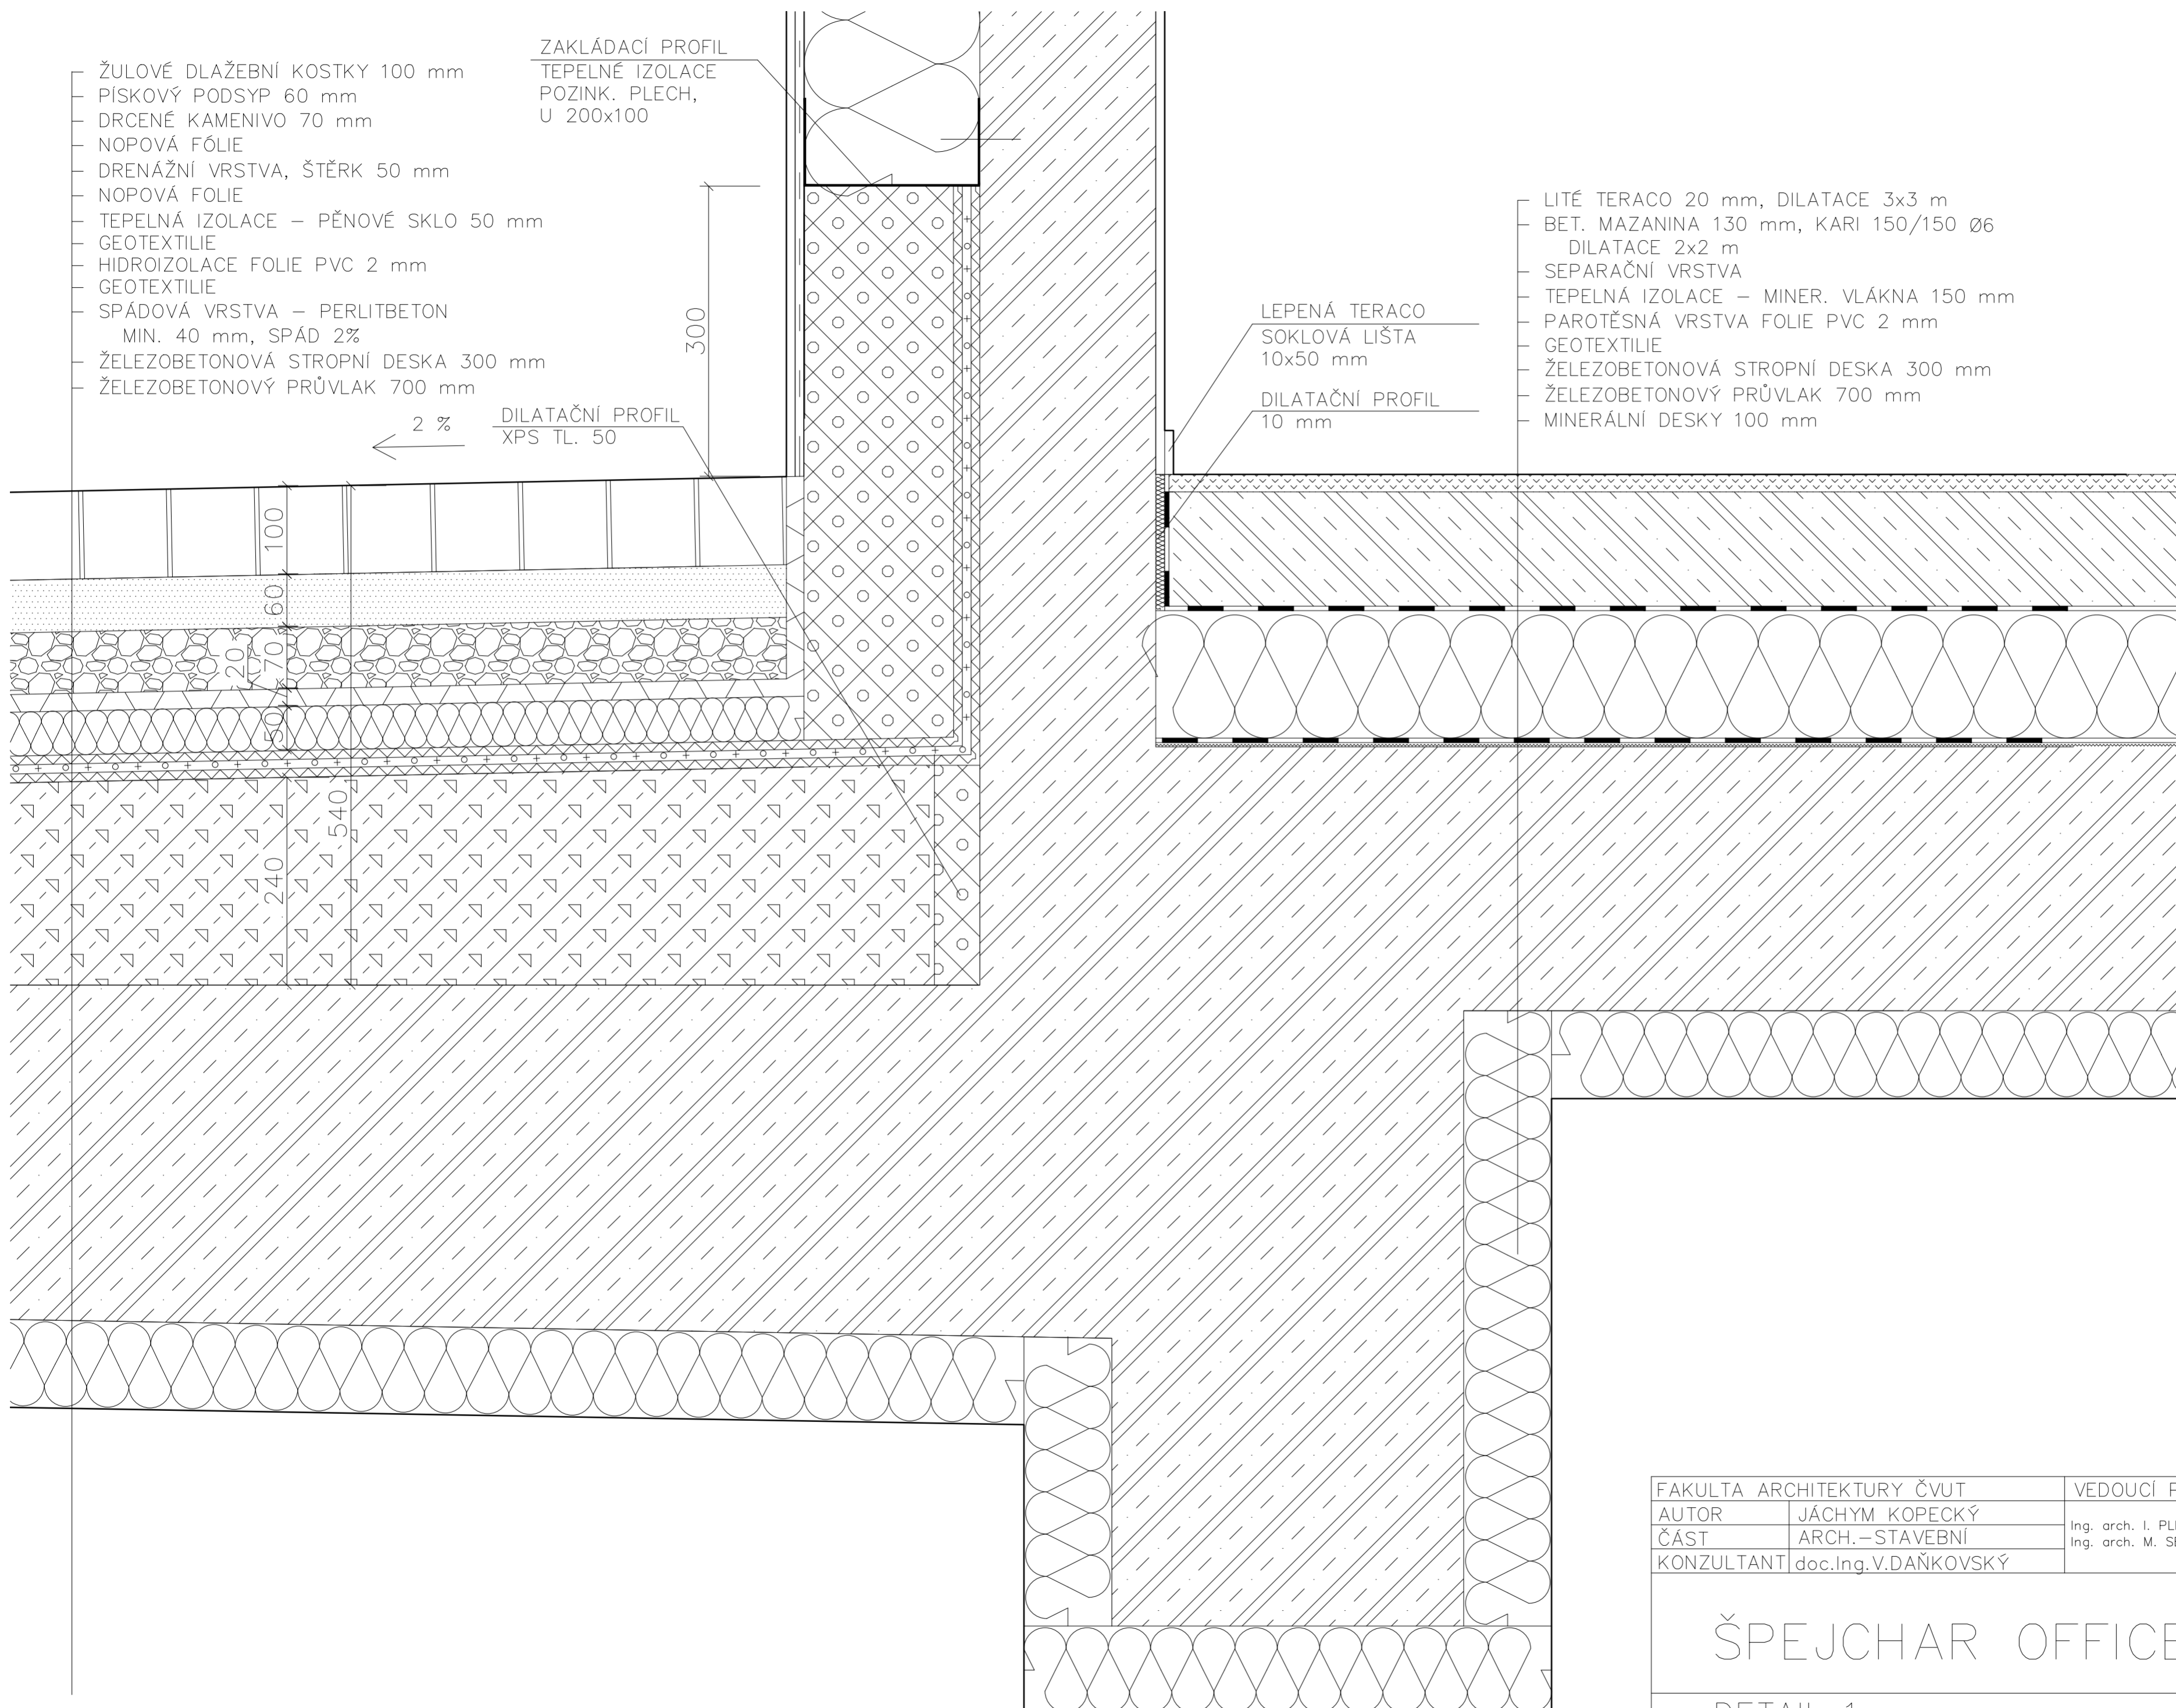 ŽULOVÉ DLAŽEBNÍ KOSTKY 100 mm
PÍSKOVÝ PODSYP 60 mm
DRCENÉ KAMENIVO 70 mm
NOPOVÁ FÓLIE
DRENÁŽNÍ VRSTVA, ŠTĚRK 50 mm
NOPOVÁ FOLIE
TEPELNÁ IZOLACE – PĚNOVÉ SKLO 50 mm
GEOTEXTILIE
HIDROIZOLACE FOLIE PVC 2 mm
GEOTEXTILIE
SPÁDOVÁ VRSTVA – PERLITBETON
MIN. 40 mm, SPÁD 2%
ŽELEZOBETONOVÁ STROPNÍ DESKA 300 mm
ŽELEZOBETONOVÝ PRŮVLAK 700 mm
ZAKLÁDACÍ PROFIL
TEPELNÉ IZOLACE
POZINK. PLECH,
U 200x100
2 %
DILATAČNÍ PROFIL
XPS TL. 50
300
100
60
20
70
50
540
240
LEPENÁ TERACO
SOKLOVÁ LIŠTA
10x50 mm
DILATAČNÍ PROFIL
10 mm
LITÉ TERACO 20 mm, DILATACE 3x3 m
BET. MAZANINA 130 mm, KARI 150/150 Ø6
DILATACE 2x2 m
SEPARAČNÍ VRSTVA
TEPELNÁ IZOLACE – MINER. VLÁKNA 150 mm
PAROTĚSNÁ VRSTVA FOLIE PVC 2 mm
GEOTEXTILIE
ŽELEZOBETONOVÁ STROPNÍ DESKA 300 mm
ŽELEZOBETONOVÝ PRŮVLAK 700 mm
MINERÁLNÍ DESKY 100 mm
FAKULTA ARCHITEKTURY ČVUT
VEDOUCÍ
AUTOR JÁCHYM KOPECKÝ
ČÁST ARCH.–STAVEBNÍ
KONZULTANT doc.Ing.V.DAŇKOVSKÝ
Ing. arch. I.
Ing. arch. M.
ŠPEJCHAR OFFICE
DETAIL 1